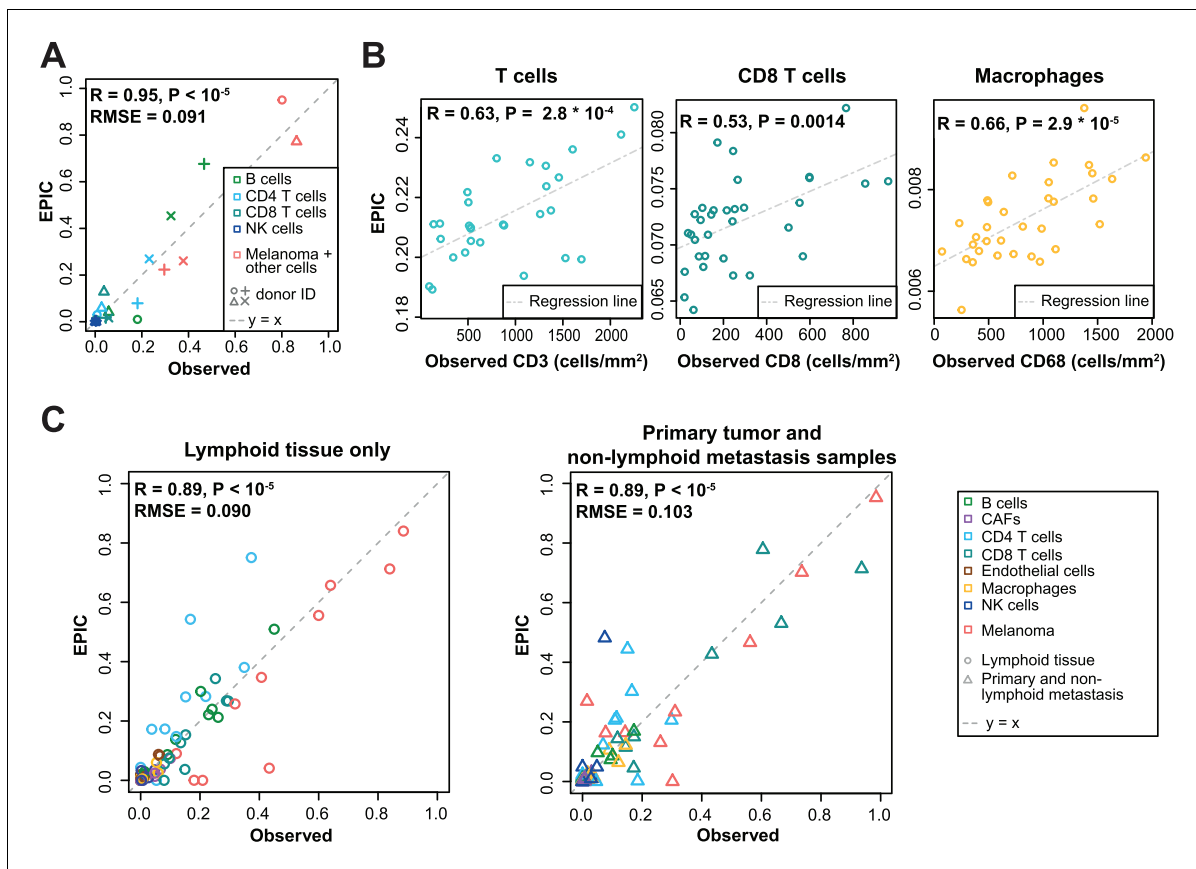 A
R = 0.95, P < 10-5
RMSE = 0.091
EPIC
0.0 0.2 0.4 0.6 0.8 1.0
B cells
CD4 T cells
CD8 T cells
NK cells
Melanoma +
other cells
donor ID
y = x
0.0 0.2 0.4 0.6 0.8 1.0
Observed
B
T cells
R = 0.63, P = 2.8 * 10-4
EPIC
0.18 0.20 0.22 0.24
Regression line
500 1000 1500 2000
Observed CD3 (cells/mm2)
CD8 T cells
R = 0.53, P = 0.0014
0.065 0.070 0.075 0.080
Regression line
0 200 400 600 800
Observed CD8 (cells/mm2)
Macrophages
R = 0.66, P = 2.9 * 10-5
0.006 0.008
Regression line
0 500 1000 1500 2000
Observed CD68 (cells/mm2)
C
Lymphoid tissue only
R = 0.89, P < 10-5
RMSE = 0.090
EPIC
0.0 0.2 0.4 0.6 0.8 1.0
0.0 0.2 0.4 0.6 0.8 1.0
Observed
Primary tumor and
non-lymphoid metastasis samples
R = 0.89, P < 10-5
RMSE = 0.103
EPIC
0.0 0.2 0.4 0.6 0.8 1.0
0.0 0.2 0.4 0.6 0.8 1.0
Observed
B cells
CAFs
CD4 T cells
CD8 T cells
Endothelial cells
Macrophages
NK cells
Melanoma
Lymphoid tissue
Primary and non-
lymphoid metastasis
y = x